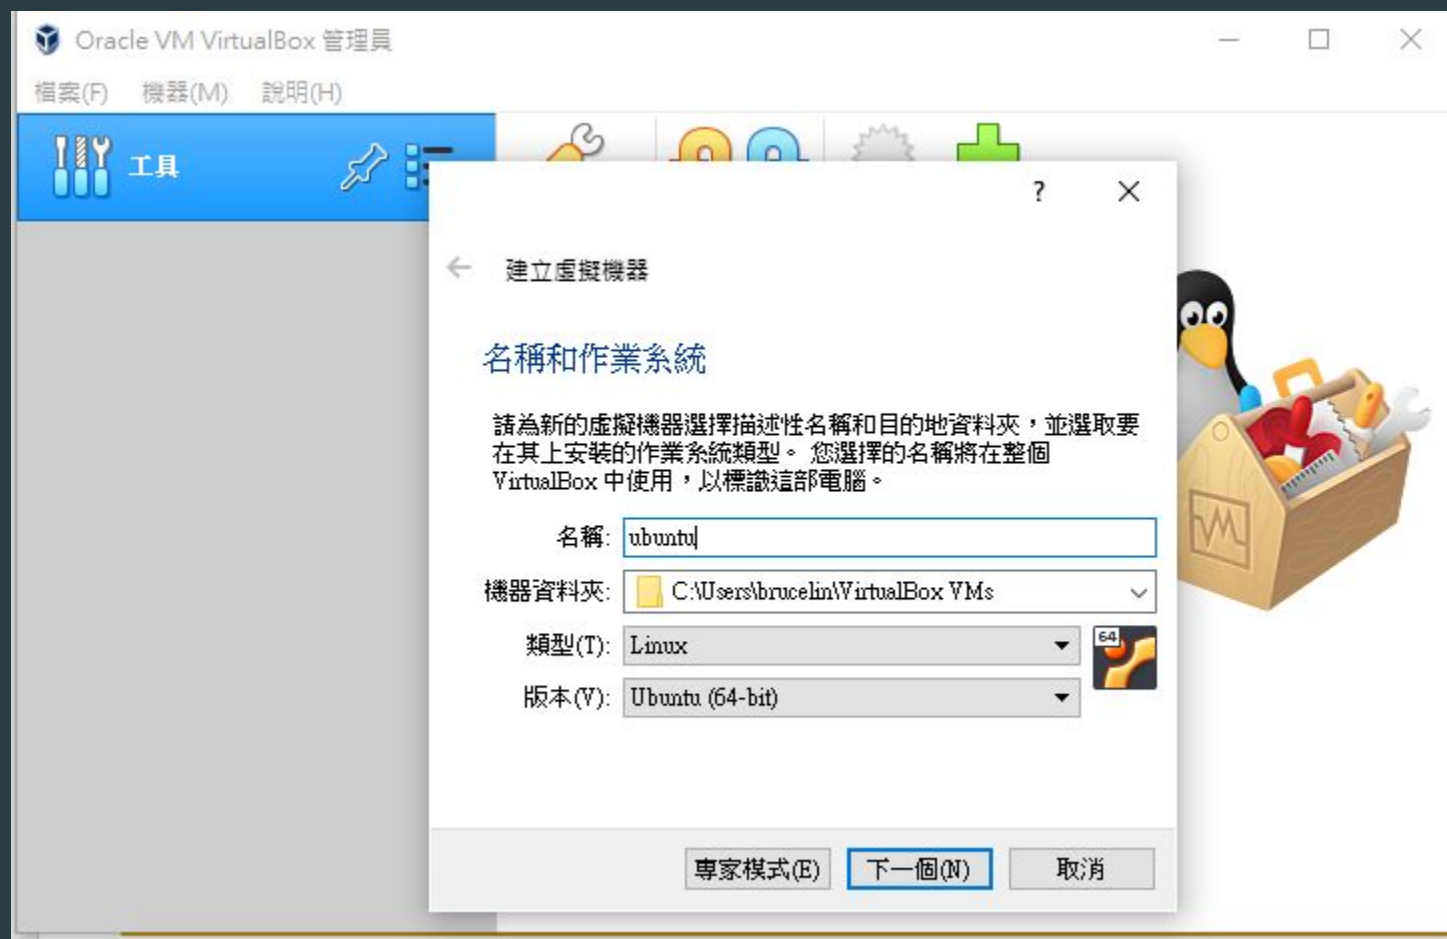 Oracle VM VirtualBox 管理員
檔案(F) 機器(M) 說明(H)
工具
?
建立虛擬機器
名稱和作業系統
請為新的虛擬機器選擇描述性名稱和目的地資料夾,並選取要
在其上安裝的作業系統類型。 您選擇的名稱將在整個
VirtualBox 中使用,以標識這部電腦。
名稱: ubuntu
機器資料夾: C:\Users\brucelin\VirtualBox VMs
類型(T): Linux
64
版本(V): Ubuntu (64-bit)
專家模式(E) 下一個(N) 取消